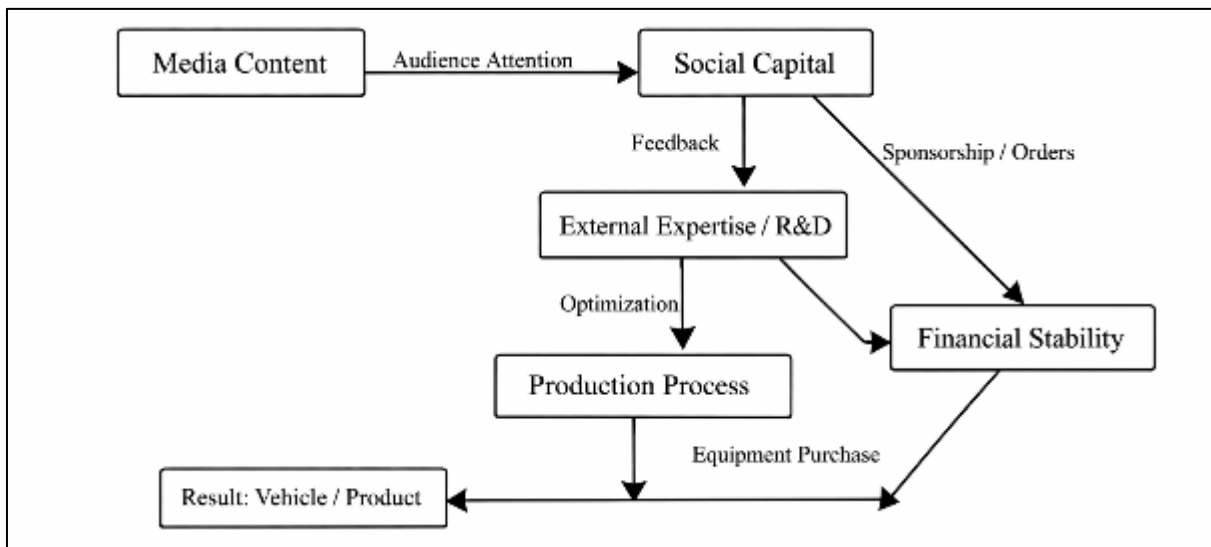 Media Content
Audience Attention
Social Capital
Feedback
Sponsorship / Orders
External Expertise / R&D
Optimization
Financial Stability
Production Process
Equipment Purchase
Result: Vehicle / Product